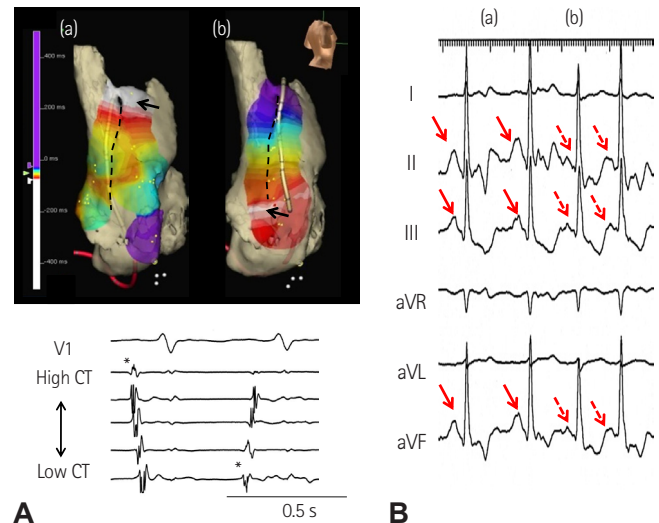 (a)
(b)
400 ms
200 ms
0 ms
-200 ms
-400 ms
V1
*
High CT
Low CT
*
0.5 s
A
(a)
(b)
I
II
III
aVR
aVL
aVF
B